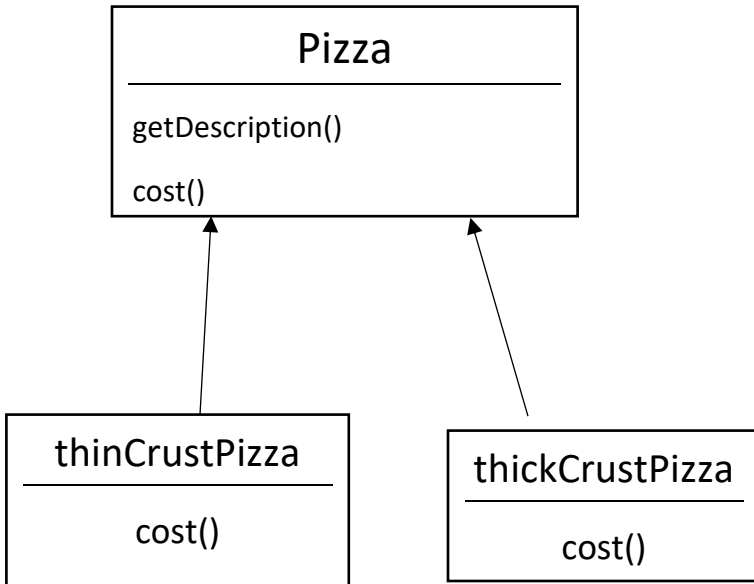 Pizza
getDescription()
cost()
thinCrustPizza
cost()
thickCrustPizza
cost()